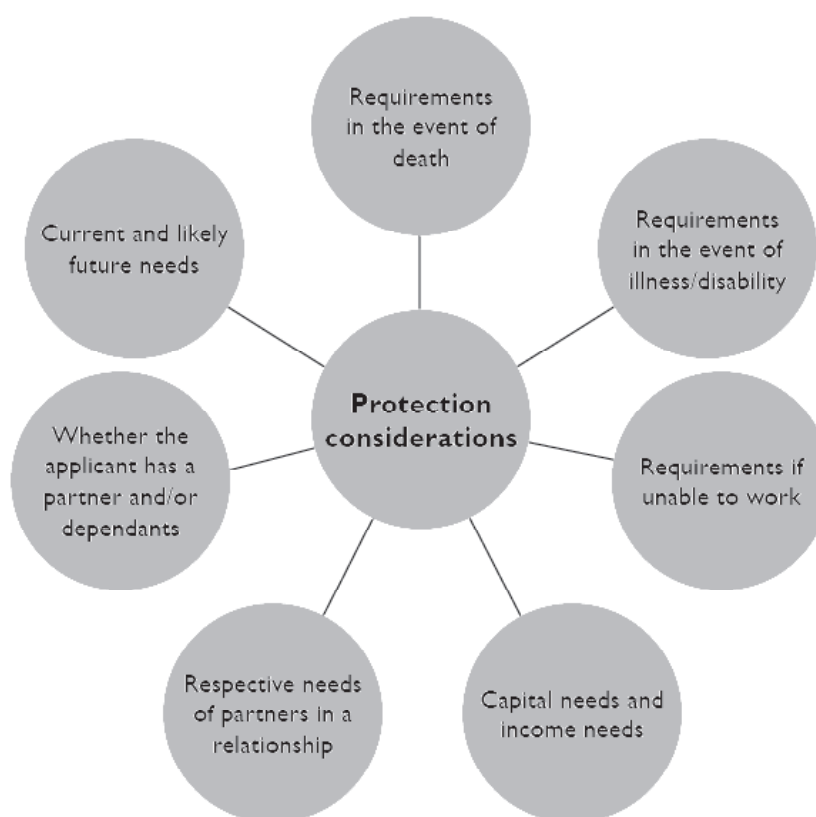 Requirements
in the event of
death
Requirements
in the event of
illness/disability
Requirements if
unable to work
Capital needs and
income needs
Respective needs
of partners in a
relationship
Whether the
applicant has a
partner and/or
dependants
Current and likely
future needs
Protection
considerations